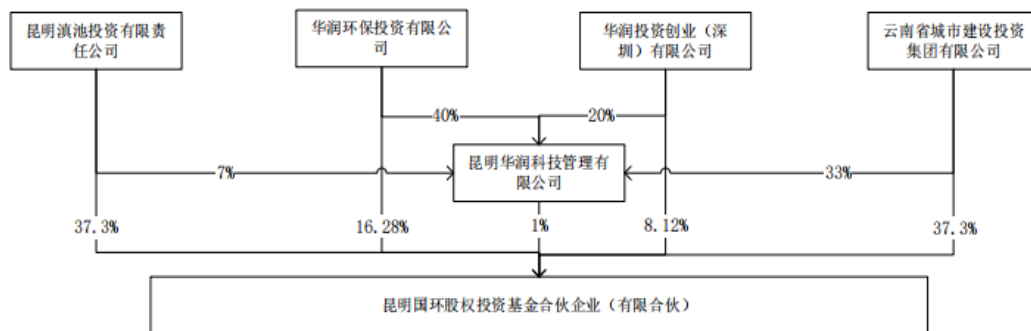 昆明滇池投资有限责
任公司
华润环保投资有限公
司
华润投资创业（深
圳）有限公司
云南省城市建设投资
集团有限公司
40%
20%
昆明华润科技管理有
限公司
7%
33%
37.3%
16.28%
1%
8.12%
37.3%
昆明国环股权投资基金合伙企业（有限合伙）